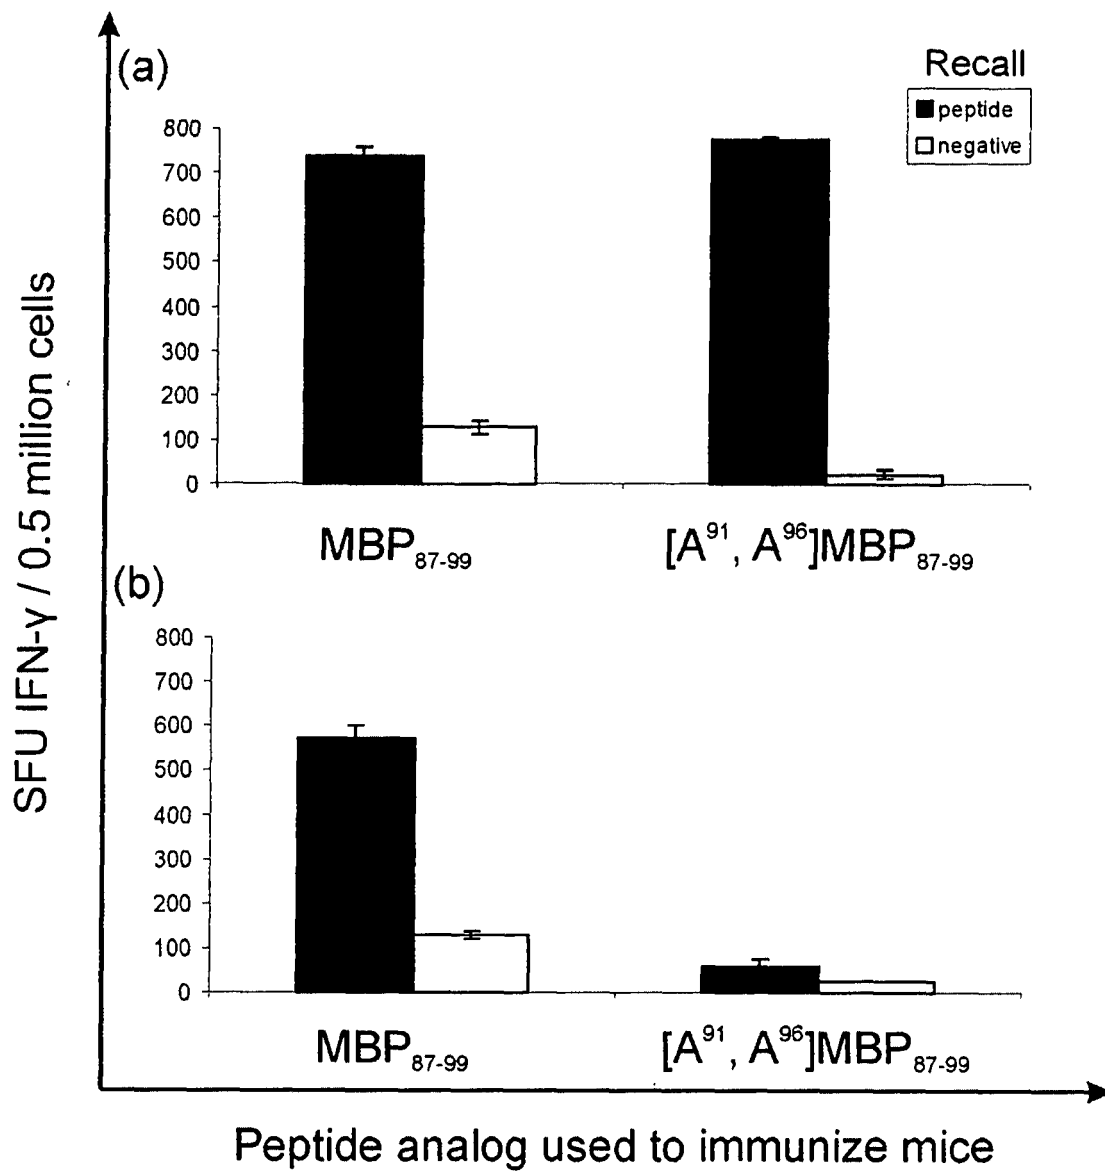 (a)
Recall
peptide
negative
800
700
600
500
400
300
200
100
0
MBP87-99
[A91, A96]MBP87-99
(b)
800
700
600
500
400
300
200
100
0
MBP87-99
[A91, A96]MBP87-99
SFU IFN-γ / 0.5 million cells
Peptide analog used to immunize mice